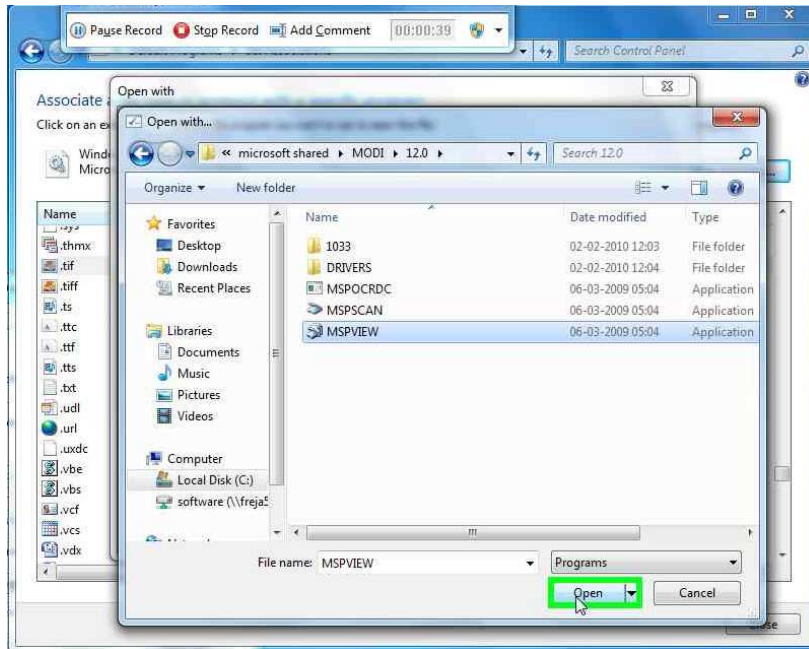 Pause Record Stop Record Add Comment 00:00:39
Search Control Panel
Associate a
Open with
Click on an ex
Open with...
Wind
Micro
« microsoft shared MODI 12.0
Search 12.0
Organize New folder
Name
.thmx
.tif
.tiff
.ts
.ttc
.ttf
.tts
.txt
.udl
.url
.uxdc
.vbe
.vbs
.vcf
.vcs
.vdx
Favorites
Desktop
Downloads
Recent Places
Libraries
Documents
Music
Pictures
Videos
Computer
Local Disk (C:)
software (\\freja5
Name Date modified Type
1033 02-02-2010 12:03 File folder
DRIVERS 02-02-2010 12:04 File folder
MSPOCRDC 06-03-2009 05:04 Application
MSPSCAN 06-03-2009 05:04 Application
MSPVIEW 06-03-2009 05:04 Application
File name: MSPVIEW Programs
Open Cancel
Close